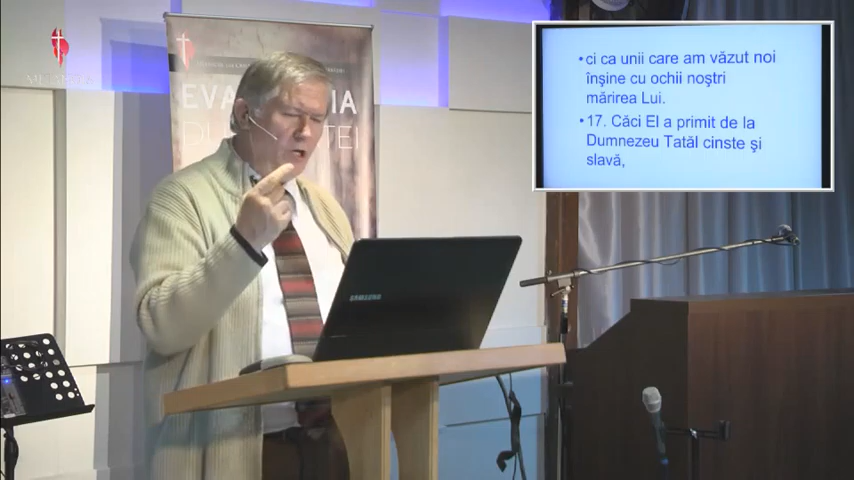 •ci ca unii care am văzut noi
înşine cu ochii noştri
mărirea Lui.
•17. Căci El a primit de la
Dumnezeu Tatăl cinste şi
slavă,
SAMSUNG